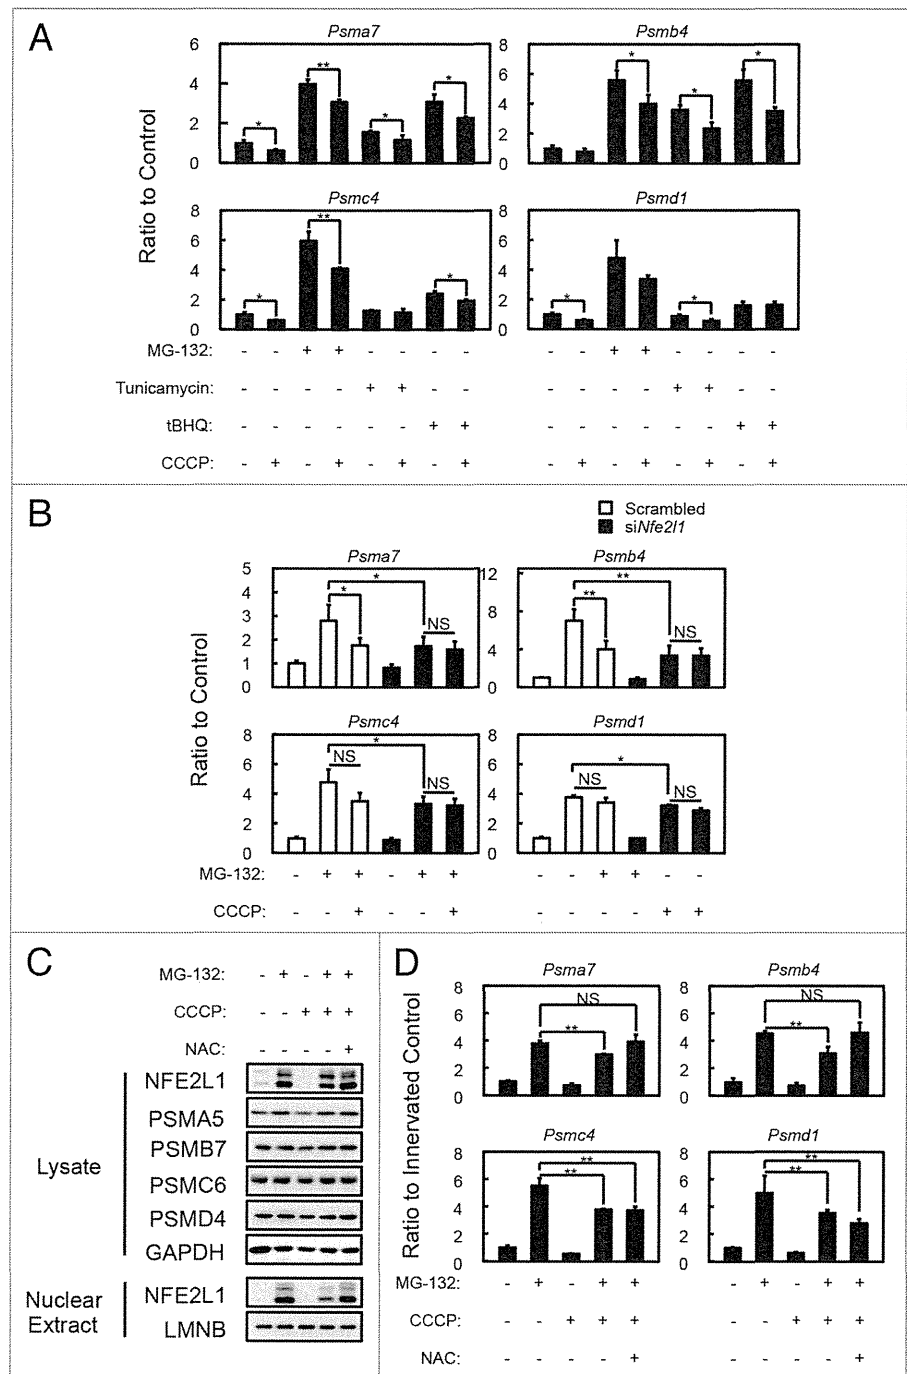 A
Psma7
Psmb4
6
4
2
0
8
6
4
2
0
** * * *
* * *
Psmc4
Psmd1
8
6
4
2
0
8
6
4
2
0
* ** *
* *
Ratio to Control
MG-132: - - + + - - - - - - + + - - - -
Tunicamycin: - - - - + + - - - - - - + + - -
tBHQ: - - - - - - + + - - - - - - + +
CCCP: - + - + - + - + - + - + - + - +
B
Scrambled
siNfe2l1
Psma7
Psmb4
5
4
3
2
1
0
12
8
4
0
* * NS
** ** NS
Psmc4
Psmd1
8
6
4
2
0
8
6
4
2
0
* NS NS
* NS NS
Ratio to Control
MG-132: - + + - + + - - + + - -
CCCP: - - + - - + - - - - + +
C
MG-132: - + - + +
CCCP: - - + + +
NAC: - - - - +
Lysate
NFE2L1
PSMA5
PSMB7
PSMC6
PSMD4
GAPDH
Nuclear
Extract
NFE2L1
LMNB
D
Psma7
Psmb4
8
6
4
2
0
8
6
4
2
0
NS
**
NS
**
Psmc4
Psmd1
8
6
4
2
0
8
6
4
2
0
**
**
**
**
Ratio to Innervated Control
MG-132: - + - + + - + - + +
CCCP: - - + + + - - + + +
NAC: - - - - + - - - - +